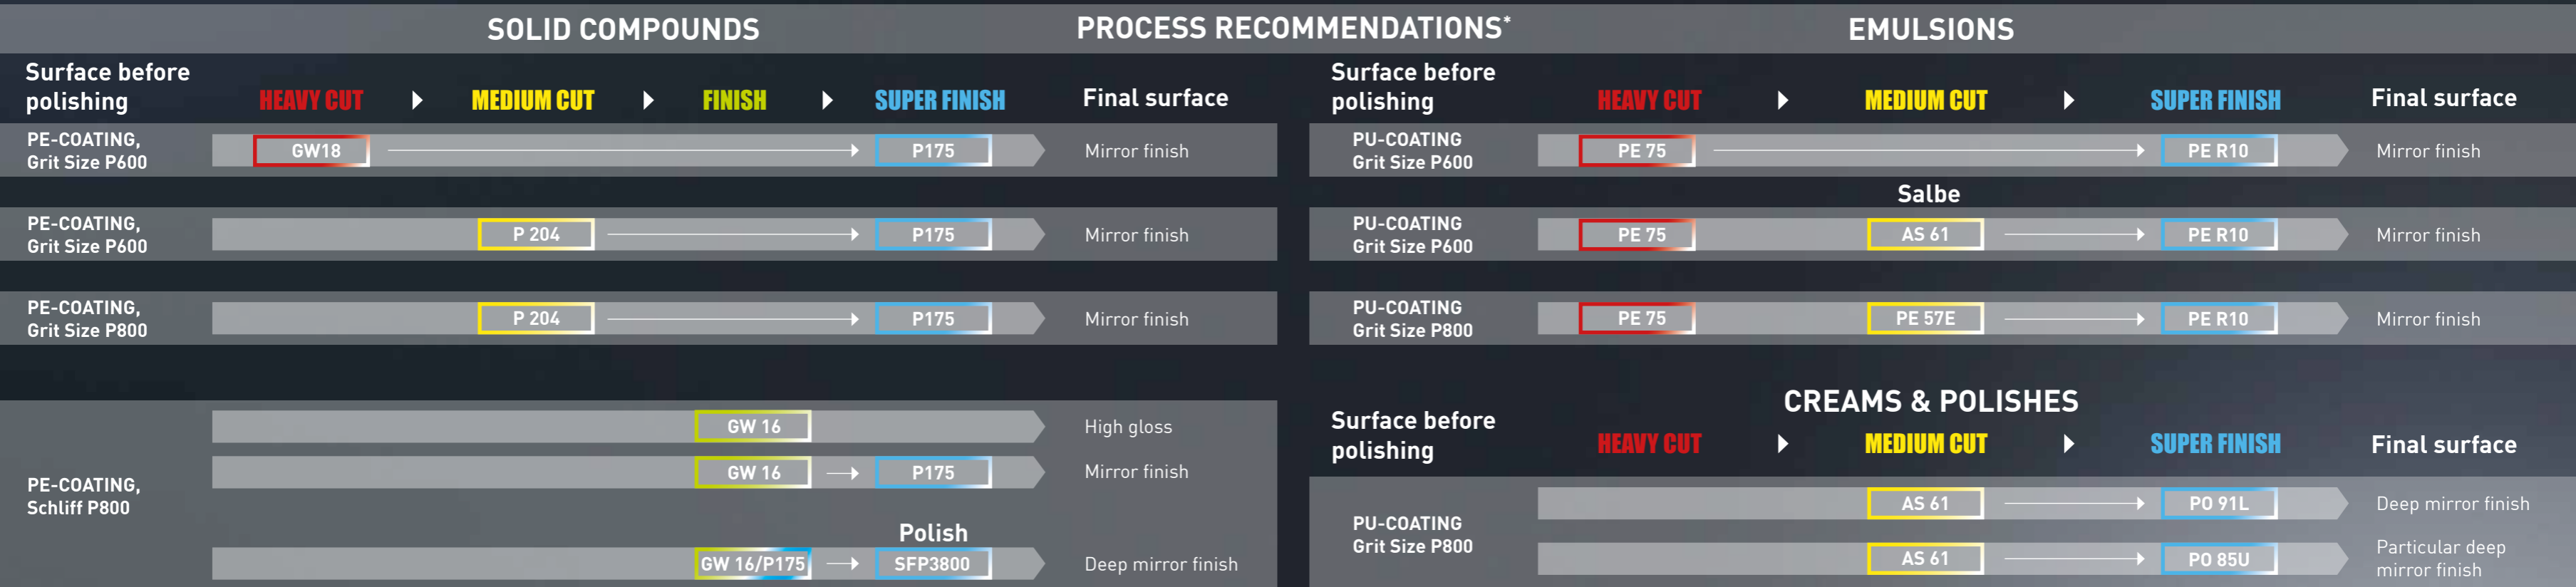 SOLID COMPOUNDS
PROCESS RECOMMENDATIONS*
EMULSIONS
Surface before
polishing
HEAVY CUT
MEDIUM CUT
FINISH
SUPER FINISH
Final surface
PE-COATING,
Grit Size P600
GW18
P175
Mirror finish
PE-COATING,
Grit Size P600
P 204
P175
Mirror finish
PE-COATING,
Grit Size P800
P 204
P175
Mirror finish
PE-COATING,
Schliff P800
GW 16
High gloss
GW 16
P175
Mirror finish
Polish
GW 16/P175
SFP3800
Deep mirror finish
Surface before
polishing
HEAVY CUT
MEDIUM CUT
SUPER FINISH
Final surface
PU-COATING
Grit Size P600
PE 75
PE R10
Mirror finish
Salbe
PU-COATING
Grit Size P600
PE 75
AS 61
PE R10
Mirror finish
PU-COATING
Grit Size P800
PE 75
PE 57E
PE R10
Mirror finish
CREAMS & POLISHES
Surface before
polishing
HEAVY CUT
MEDIUM CUT
SUPER FINISH
Final surface
PU-COATING
Grit Size P800
AS 61
PO 91L
Deep mirror finish
AS 61
PO 85U
Particular deep
mirror finish